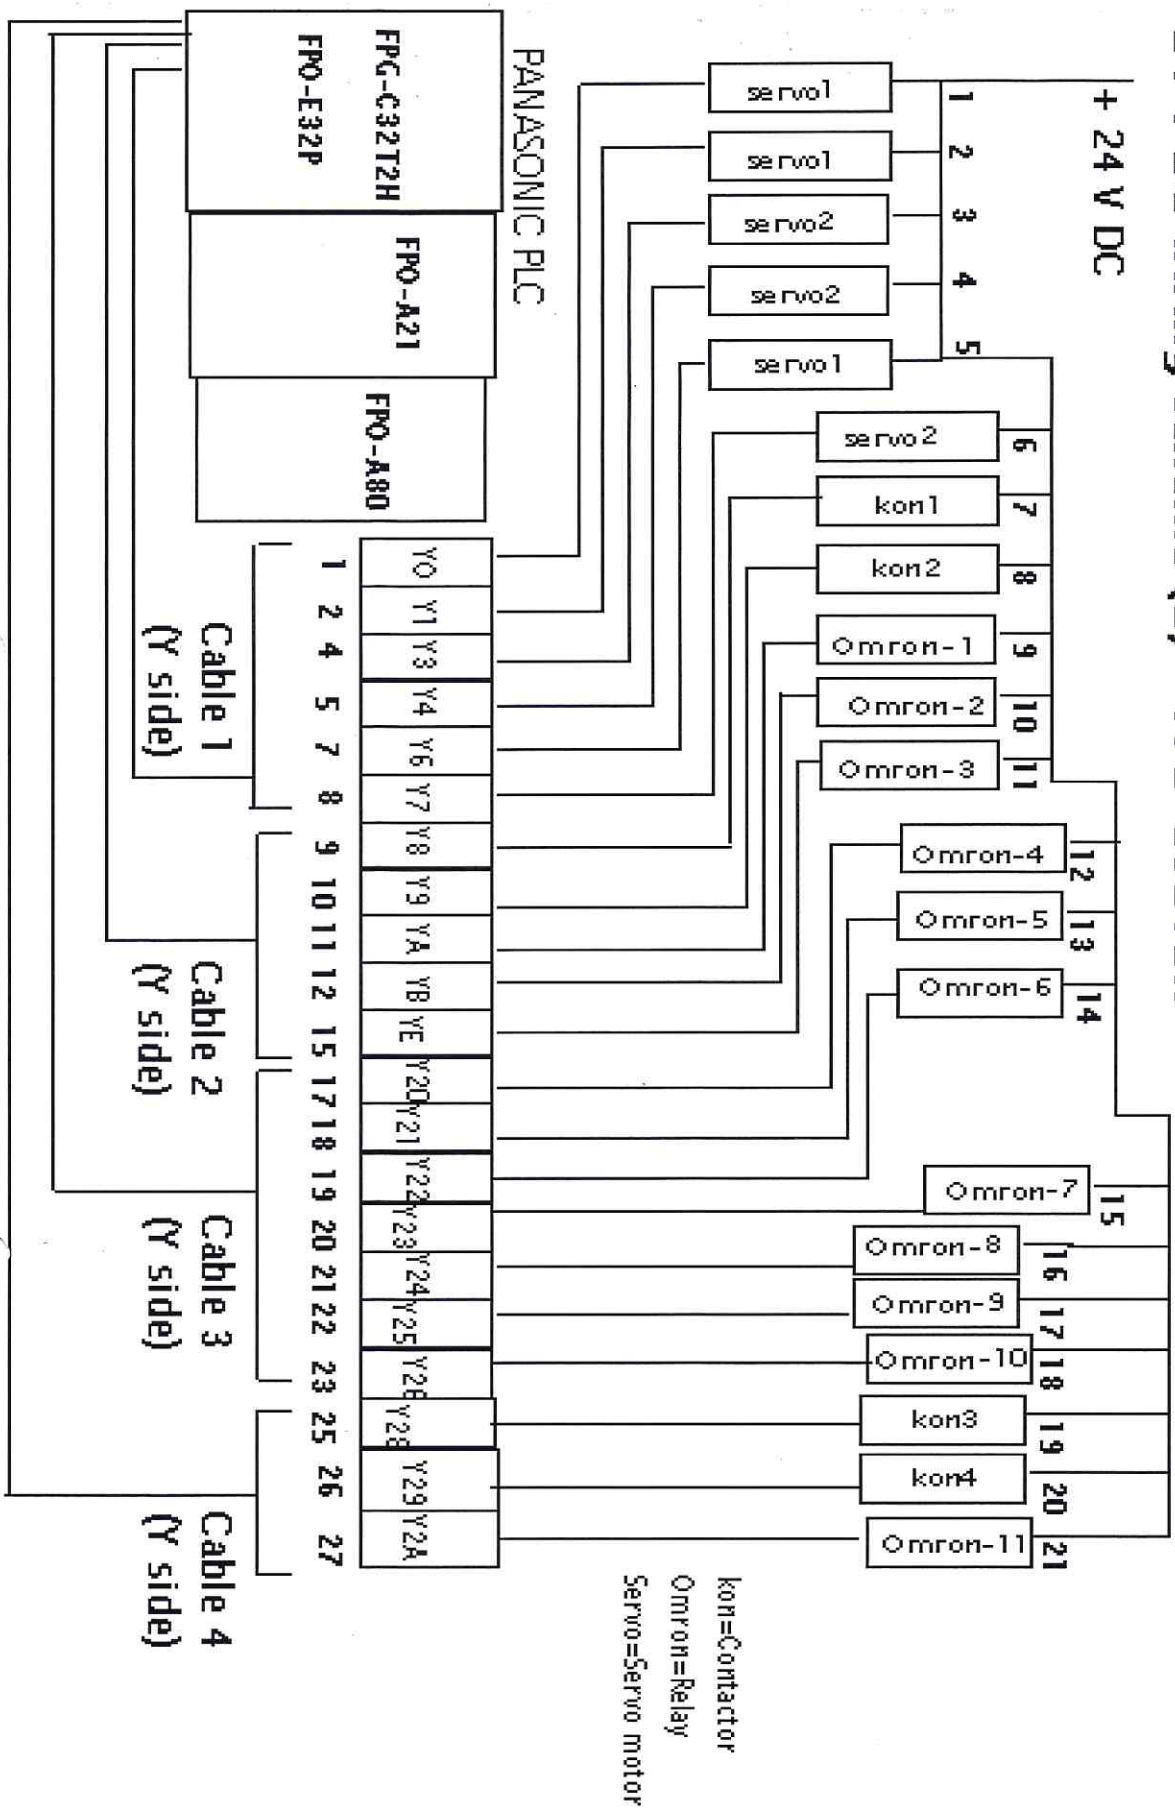 + 24 V DC
1
2
3
4
5
6
7
8
9
10
11
12
13
14
15
16
17
18
19
20
21
servo1
servo1
servo2
servo2
servo1
servo2
kon1
kon2
Omron-1
Omron-2
Omron-3
Omron-4
Omron-5
Omron-6
Omron-7
Omron-8
Omron-9
Omron-10
kon3
kon4
Omron-11
kon=Contactor
Omron=Relay
Servo=Servo motor
PANASONIC PLC
FPG-C32T2H
FP0-E32P
FP0-A21
FP0-A80
Y0
Y1
Y3
Y4
Y6
Y7
Y8
Y9
YA
YB
YE
Y20
Y21
Y22
Y23
Y24
Y25
Y26
Y28
Y29
Y2A
1
2
4
5
7
8
9
10
11
12
15
17
18
19
20
21
22
23
25
26
27
Cable 1
(Y side)
Cable 2
(Y side)
Cable 3
(Y side)
Cable 4
(Y side)